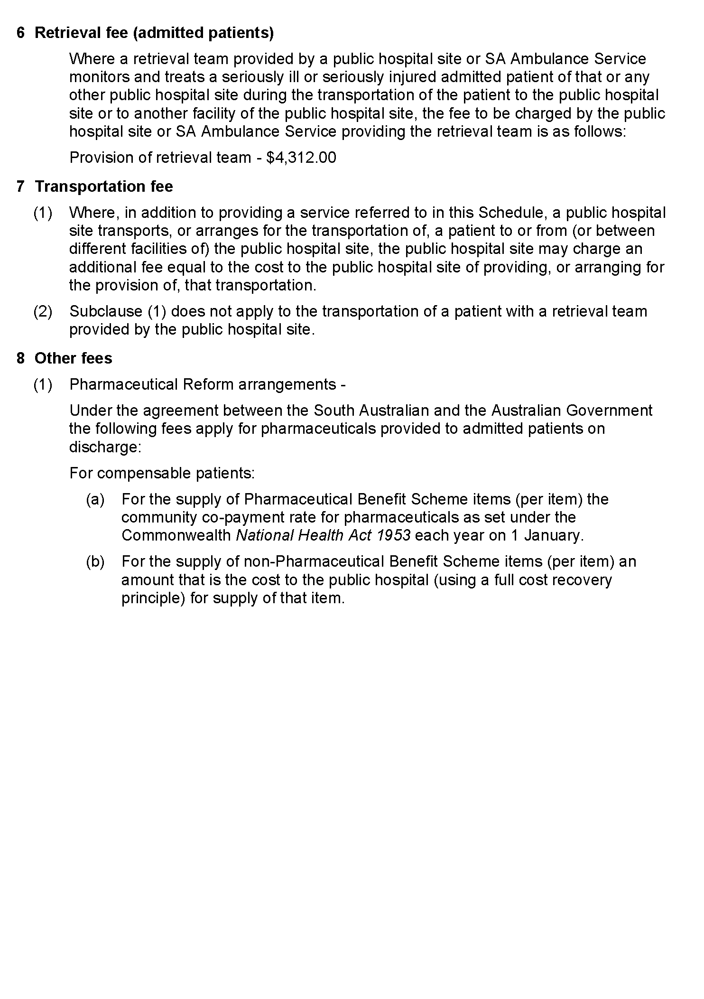 6 Retrieval fee (admitted patients)
Where a retrieval team provided by a public hospital site or SA Ambulance Service
monitors and treats a seriously ill or seriously injured admitted patient of that or any
other public hospital site during the transportation of the patient to the public hospital
site or to another facility of the public hospital site, the fee to be charged by the public
hospital site or SA Ambulance Service providing the retrieval team is as follows:
Provision of retrieval team - $4,312.00
7 Transportation fee
(1) Where, in addition to providing a service referred to in this Schedule, a public hospital
site transports, or arranges for the transportation of, a patient to or from (or between
different facilities of) the public hospital site, the public hospital site may charge an
additional fee equal to the cost to the public hospital site of providing, or arranging for
the provision of, that transportation.
(2) Subclause (1) does not apply to the transportation of a patient with a retrieval team
provided by the public hospital site.
8 Other fees
(1) Pharmaceutical Reform arrangements -
Under the agreement between the South Australian and the Australian Government
the following fees apply for pharmaceuticals provided to admitted patients on
discharge:
For compensable patients:
(a) For the supply of Pharmaceutical Benefit Scheme items (per item) the
community co-payment rate for pharmaceuticals as set under the
Commonwealth National Health Act 1953 each year on 1 January.
(b) For the supply of non-Pharmaceutical Benefit Scheme items (per item) an
amount that is the cost to the public hospital (using a full cost recovery
principle) for supply of that item.